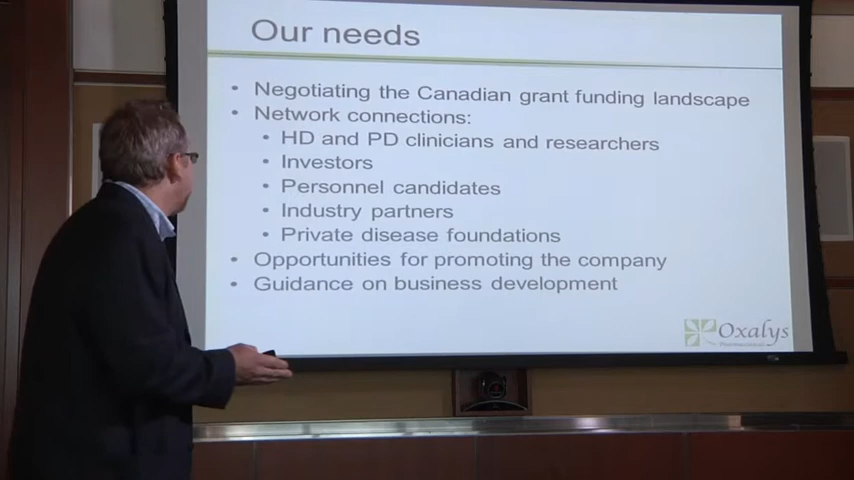 Our needs
• Negotiating the Canadian grant funding landscape
• Network connections:
• HD and PD clinicians and researchers
• Investors
• Personnel candidates
• Industry partners
• Private disease foundations
• Opportunities for promoting the company
• Guidance on business development
Oxalys
Pharmaceuticals